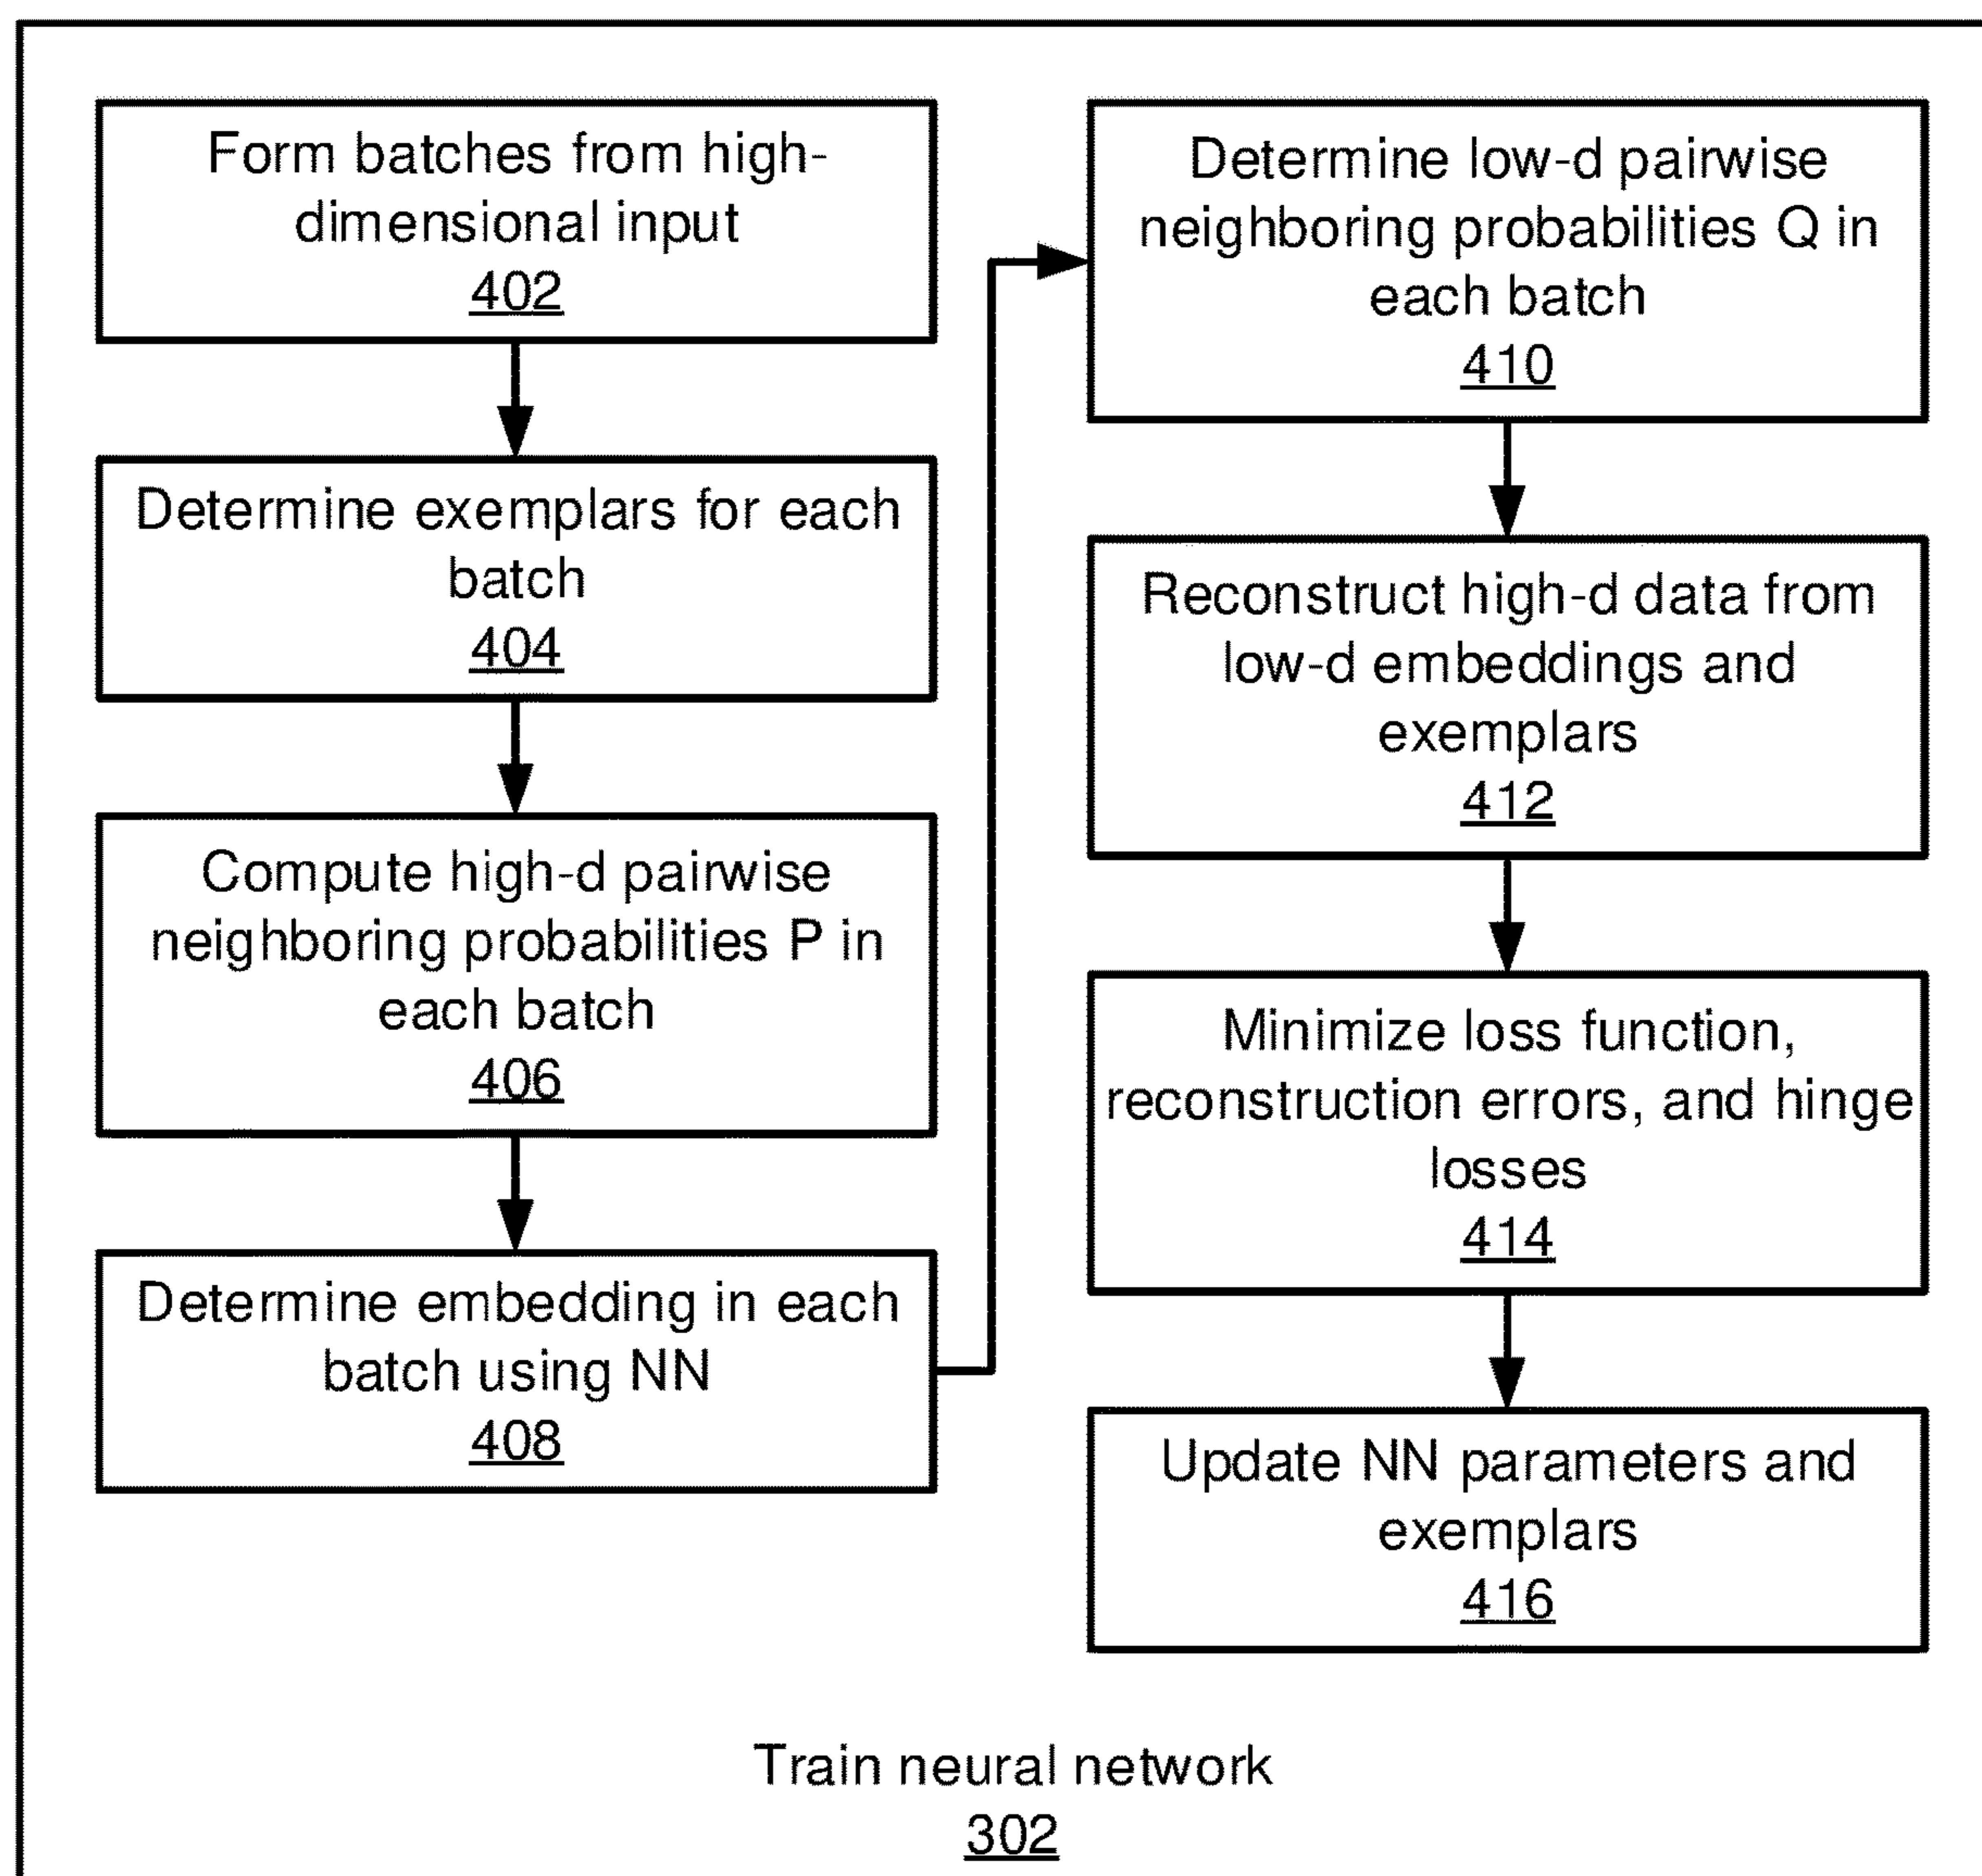 Form batches from high-
dimensional input
402
Determine exemplars for each
batch
404
Compute high-d pairwise
neighboring probabilities P in
each batch
406
Determine embedding in each
batch using NN
408
Determine low-d pairwise
neighboring probabilities Q in
each batch
410
Reconstruct high-d data from
low-d embeddings and
exemplars
412
Minimize loss function,
reconstruction errors, and hinge
losses
414
Update NN parameters and
exemplars
416
Train neural network
302